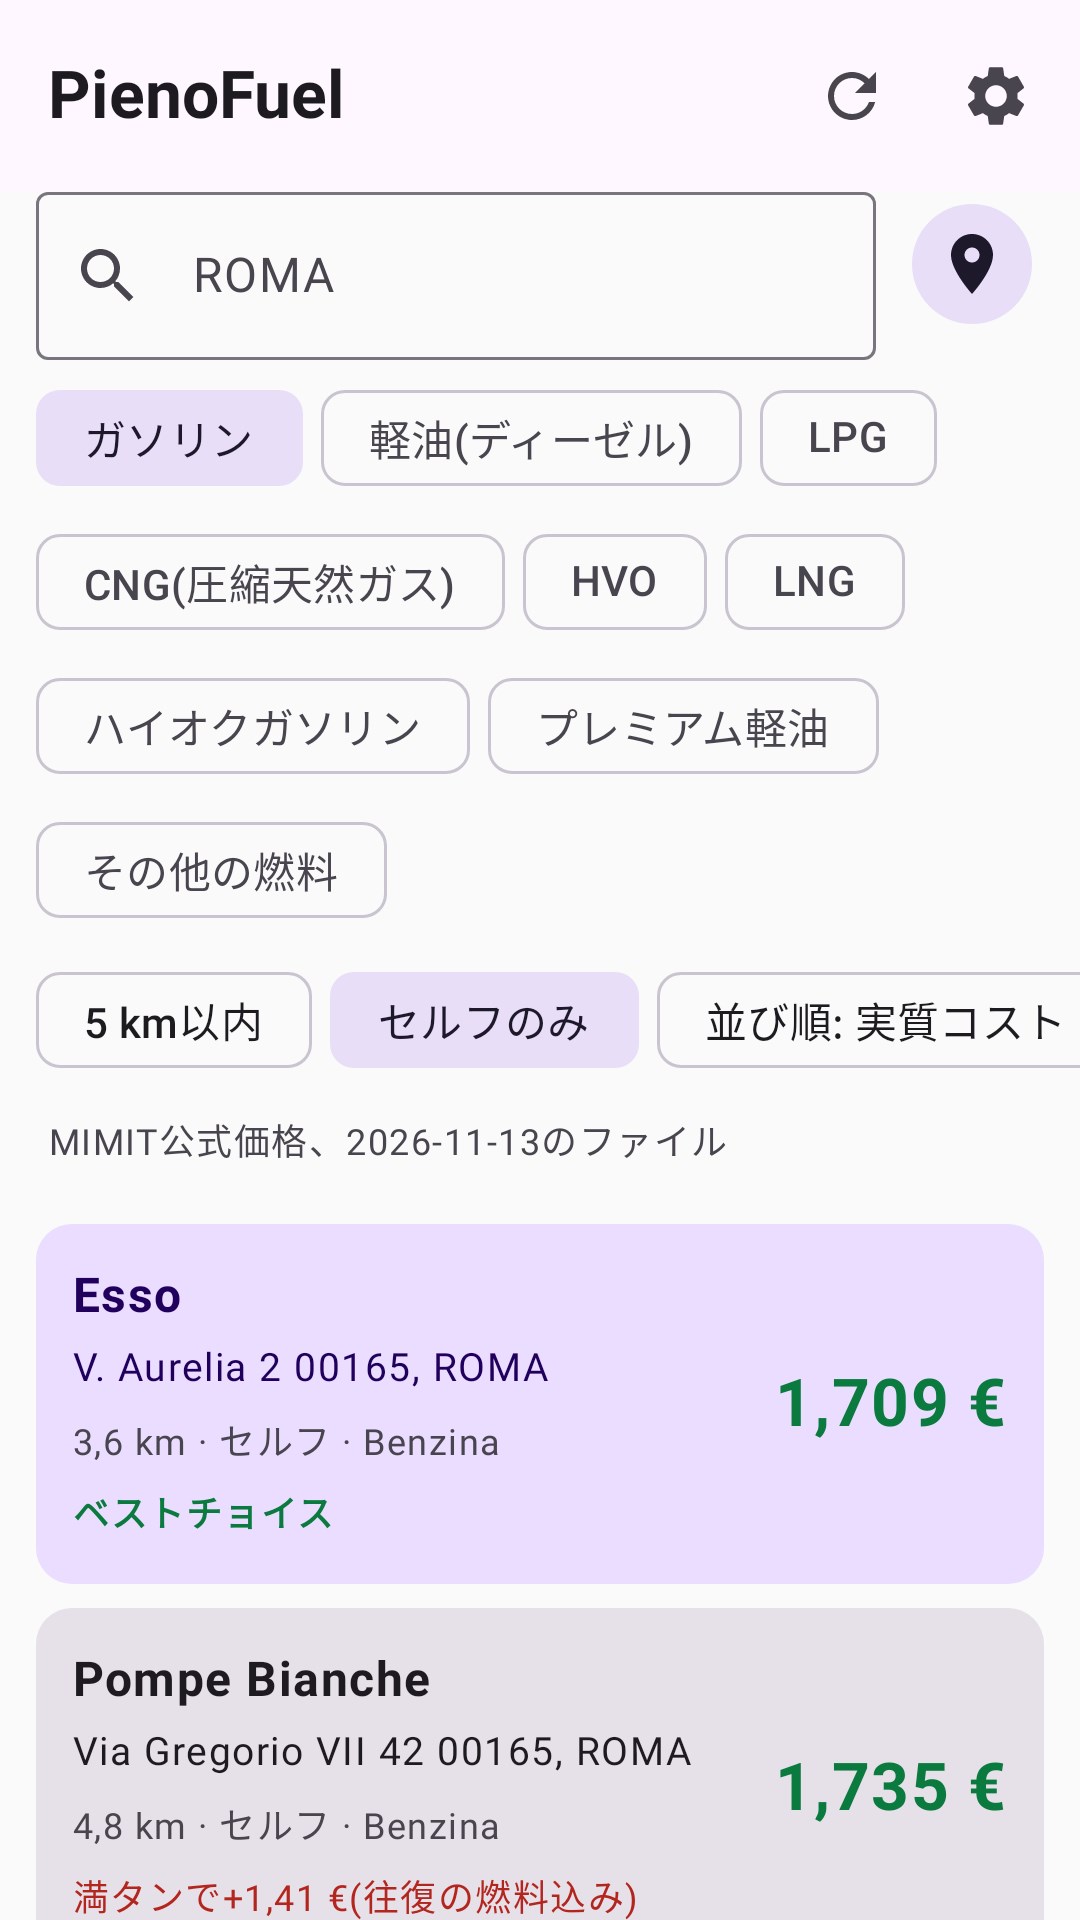 PienoFuel
ROMA
ガソリン
軽油(ディーゼル)
LPG
CNG(圧縮天然ガス)
HVO
LNG
ハイオクガソリン
プレミアム軽油
その他の燃料
5 km以内
セルフのみ
並び順: 実質コスト
MIMIT公式価格、2026-11-13のファイル
Esso
V. Aurelia 2 00165, ROMA
1,709 €
3,6 km · セルフ · Benzina
ベストチョイス
Pompe Bianche
Via Gregorio VII 42 00165, ROMA
1,735 €
4,8 km · セルフ · Benzina
満タンで+1,41 €(往復の燃料込み)